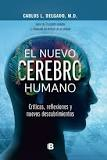 CARLOS L. DELGADO, M.D.
EL NUEVO
CEREBRO
HUMANO
Críticas, reflexiones y
nuevos descubrimientos
B